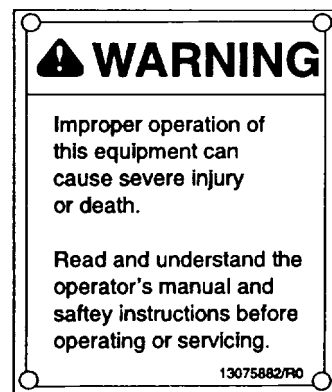 WARNING
Improper operation of
this equipment can
cause severe injury
or death.
Read and understand the
operator's manual and
saftey instructions before
operating or servicing.
13075882/R0